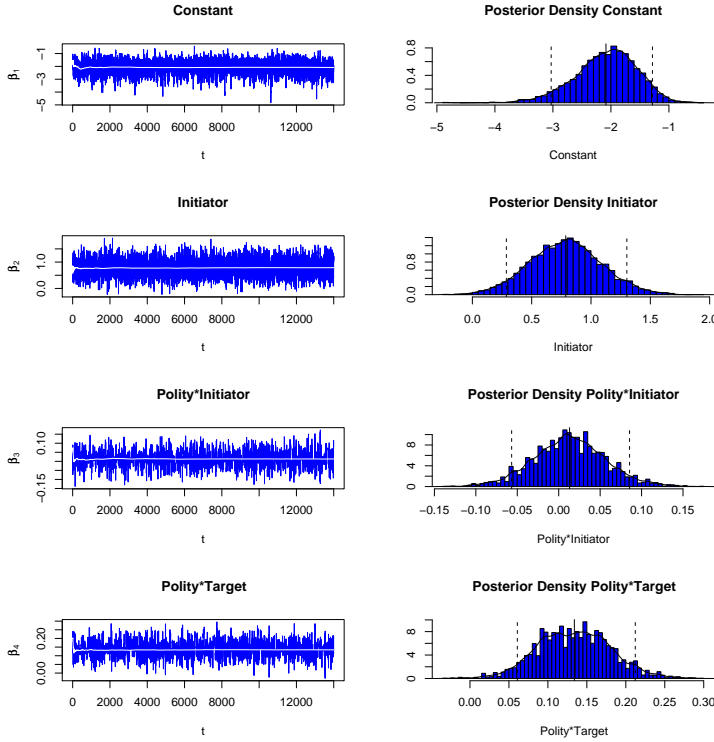 Constant
β1
−5 −3 −1
0 2000 4000 6000 8000 12000
t
Posterior Density Constant
0.0 0.4 0.8
−5 −4 −3 −2 −1
Constant
Initiator
β2
0.0 1.0
0 2000 4000 6000 8000 12000
t
Posterior Density Initiator
0.0 0.4 0.8
0.0 0.5 1.0 1.5 2.0
Initiator
Polity*Initiator
β3
−0.15 0.10
0 2000 4000 6000 8000 12000
t
Posterior Density Polity*Initiator
0 4 8
−0.15 −0.10 −0.05 0.00 0.05 0.10 0.15
Polity*Initiator
Polity*Target
β4
0.00 0.20
0 2000 4000 6000 8000 12000
t
Posterior Density Polity*Target
0 4 8
0.00 0.05 0.10 0.15 0.20 0.25 0.30
Polity*Target